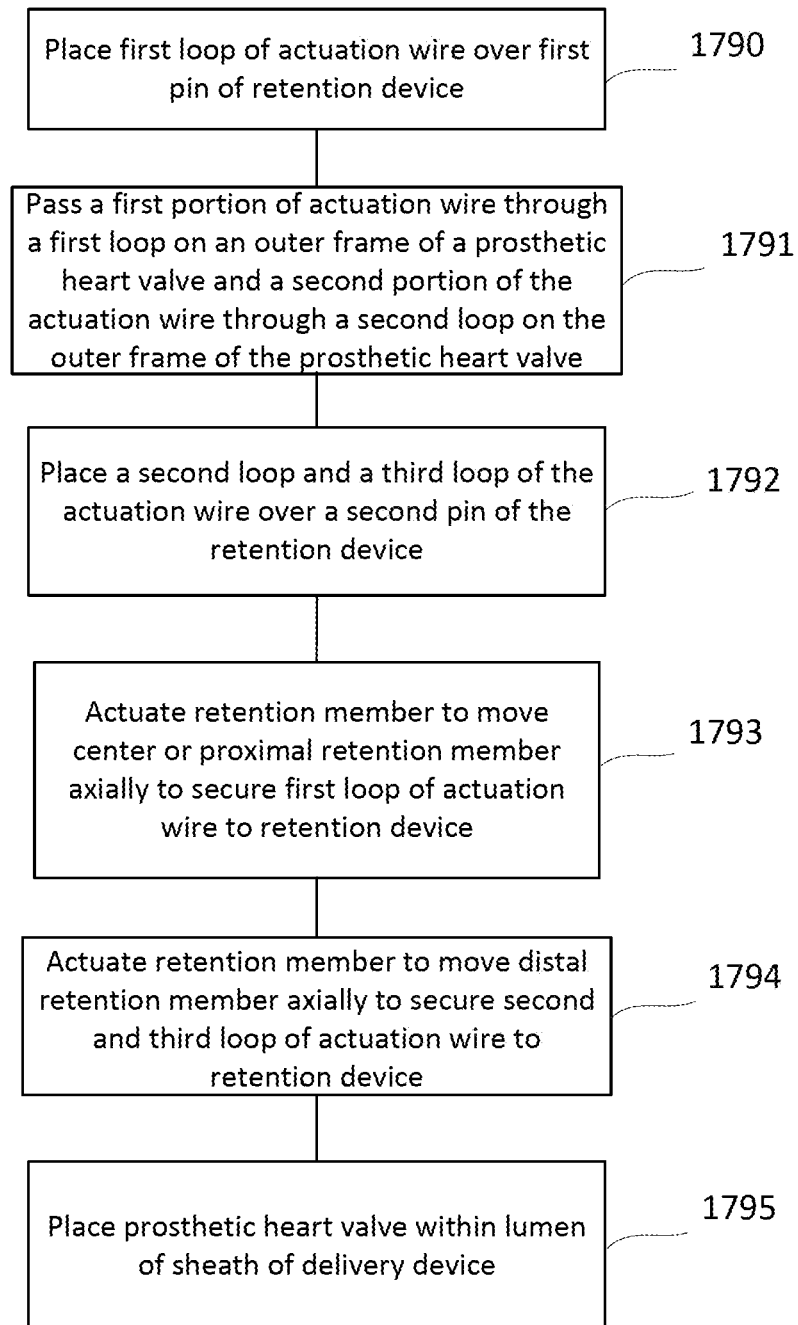 Place first loop of actuation wire over first
pin of retention device
1790
Pass a first portion of actuation wire through
a first loop on an outer frame of a prosthetic
heart valve and a second portion of the
actuation wire through a second loop on the
outer frame of the prosthetic heart valve
1791
Place a second loop and a third loop of the
actuation wire over a second pin of the
retention device
1792
Actuate retention member to move
center or proximal retention member
axially to secure first loop of actuation
wire to retention device
1793
Actuate retention member to move distal
retention member axially to secure second
and third loop of actuation wire to
retention device
1794
Place prosthetic heart valve within lumen
of sheath of delivery device
1795